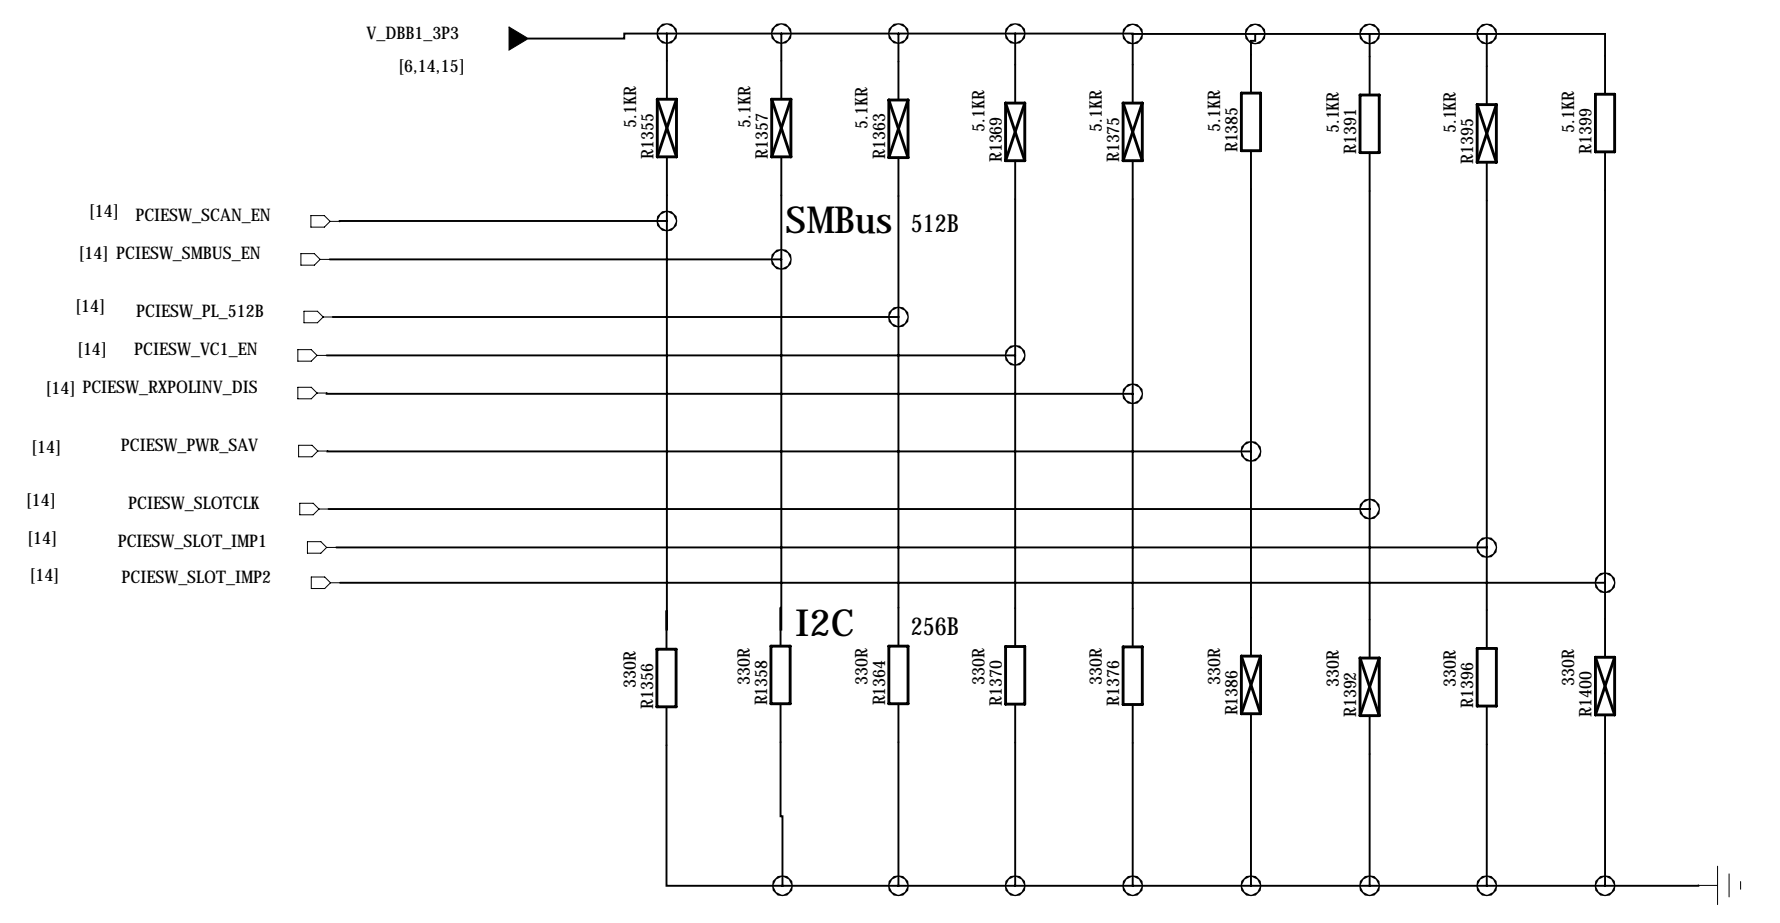 V_DBB1_3P3
[6,14,15]
5.1KR
R1355
5.1KR
R1357
5.1KR
R1363
5.1KR
R1369
5.1KR
R1375
5.1KR
R1385
5.1KR
R1391
5.1KR
R1395
5.1KR
R1399
[14] PCIESW_SCAN_EN
SMBus 512B
[14] PCIESW_SMBUS_EN
[14] PCIESW_PL_512B
[14] PCIESW_VC1_EN
[14] PCIESW_RXPOLINV_DIS
[14] PCIESW_PWR_SAV
[14] PCIESW_SLOTCLK
[14] PCIESW_SLOT_IMP1
[14] PCIESW_SLOT_IMP2
I2C 256B
330R
R1356
330R
R1358
330R
R1364
330R
R1370
330R
R1376
330R
R1386
330R
R1392
330R
R1396
330R
R1400